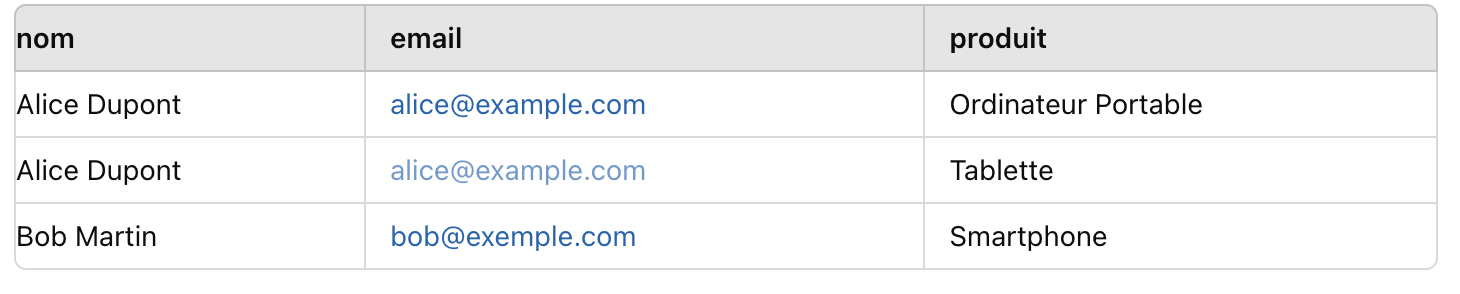 nom email produit
Alice Dupont alice@example.com Ordinateur Portable
Alice Dupont alice@example.com Tablette
Bob Martin bob@exemple.com Smartphone